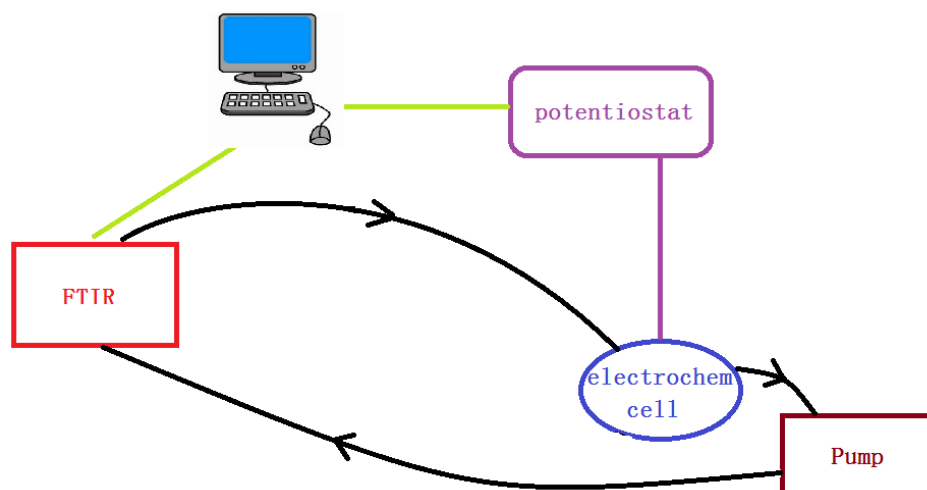 potentiostat
FTIR
electrochem
cell
Pump